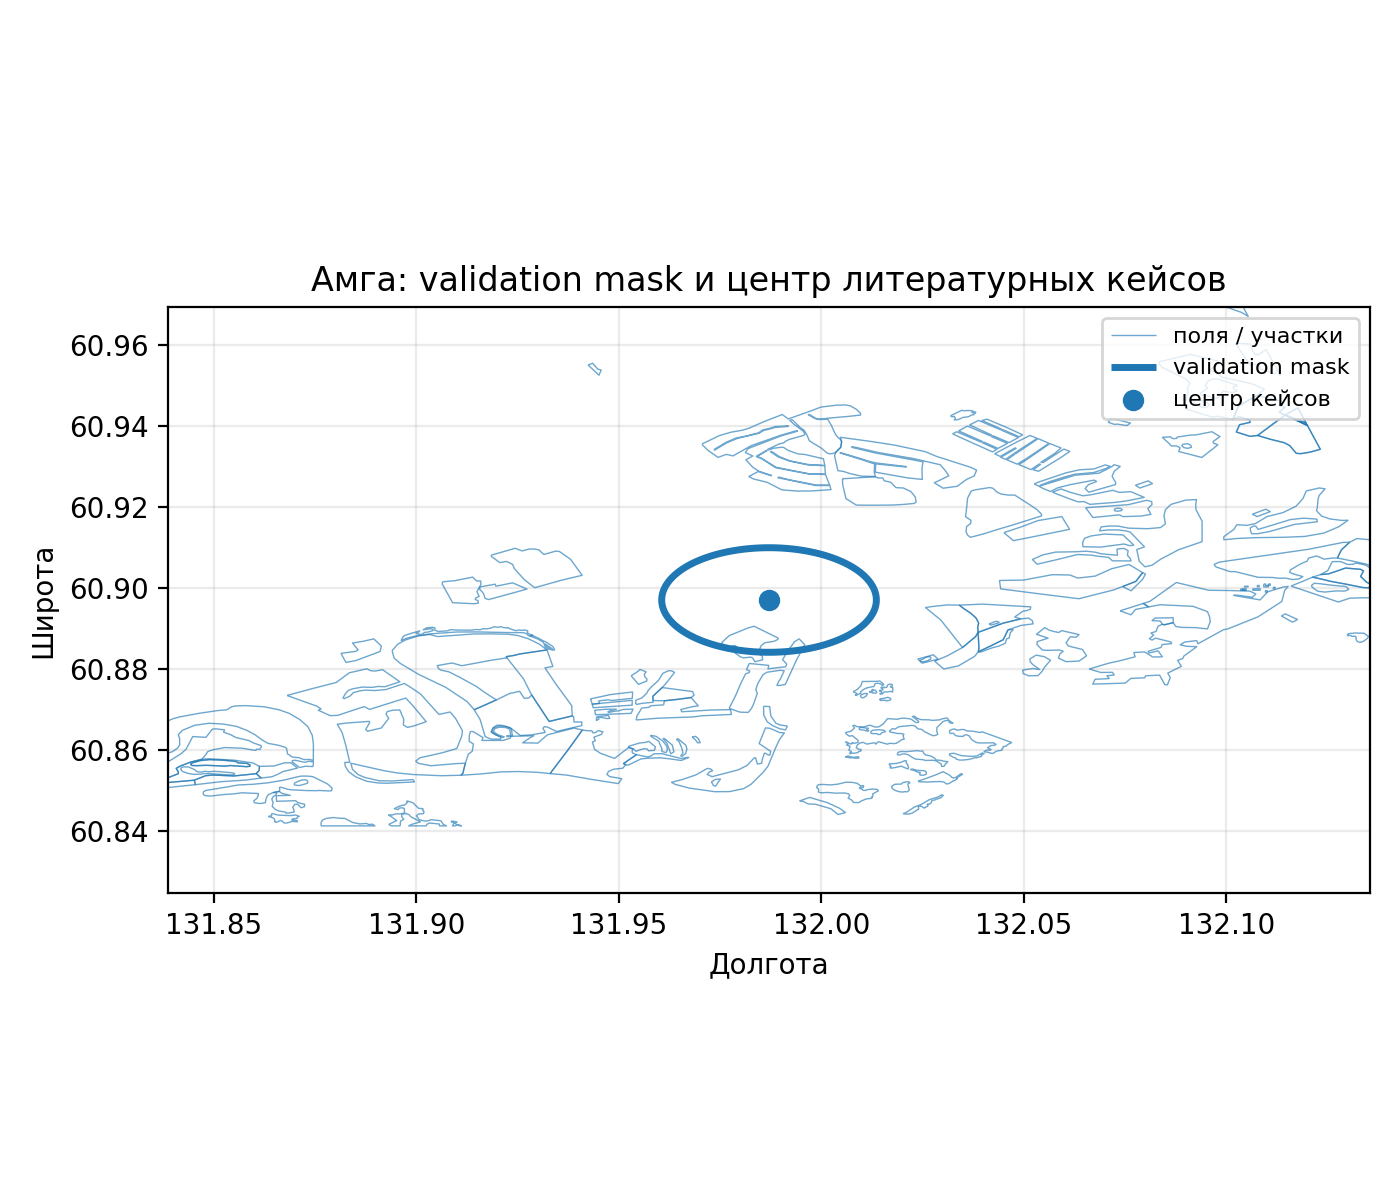 Амга: validation mask и центр литературных кейсов
поля / участки
validation mask
центр кейсов
60.96
60.94
60.92
60.90
60.88
60.86
60.84
Широта
131.85 131.90 131.95 132.00 132.05 132.10
Долгота